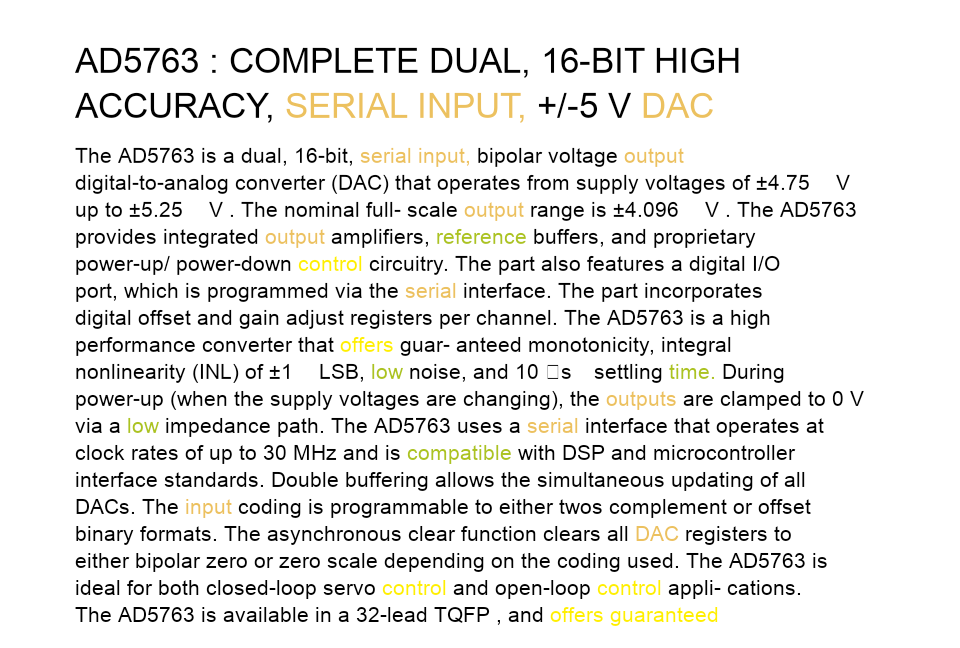 AD5763 : COMPLETE DUAL, 16-BIT HIGH
ACCURACY, SERIAL INPUT, +/-5 V DAC
The AD5763 is a dual, 16-bit, serial input, bipolar voltage output
digital-to-analog converter (DAC) that operates from supply voltages of ±4.75 V
up to ±5.25 V . The nominal full- scale output range is ±4.096 V . The AD5763
provides integrated output amplifiers, reference buffers, and proprietary
power-up/ power-down control circuitry. The part also features a digital I/O
port, which is programmed via the serial interface. The part incorporates
digital offset and gain adjust registers per channel. The AD5763 is a high
performance converter that offers guar- anteed monotonicity, integral
nonlinearity (INL) of ±1 LSB, low noise, and 10 □s settling time. During
power-up (when the supply voltages are changing), the outputs are clamped to 0 V
via a low impedance path. The AD5763 uses a serial interface that operates at
clock rates of up to 30 MHz and is compatible with DSP and microcontroller
interface standards. Double buffering allows the simultaneous updating of all
DACs. The input coding is programmable to either twos complement or offset
binary formats. The asynchronous clear function clears all DAC registers to
either bipolar zero or zero scale depending on the coding used. The AD5763 is
ideal for both closed-loop servo control and open-loop control appli- cations.
The AD5763 is available in a 32-lead TQFP , and offers guaranteed